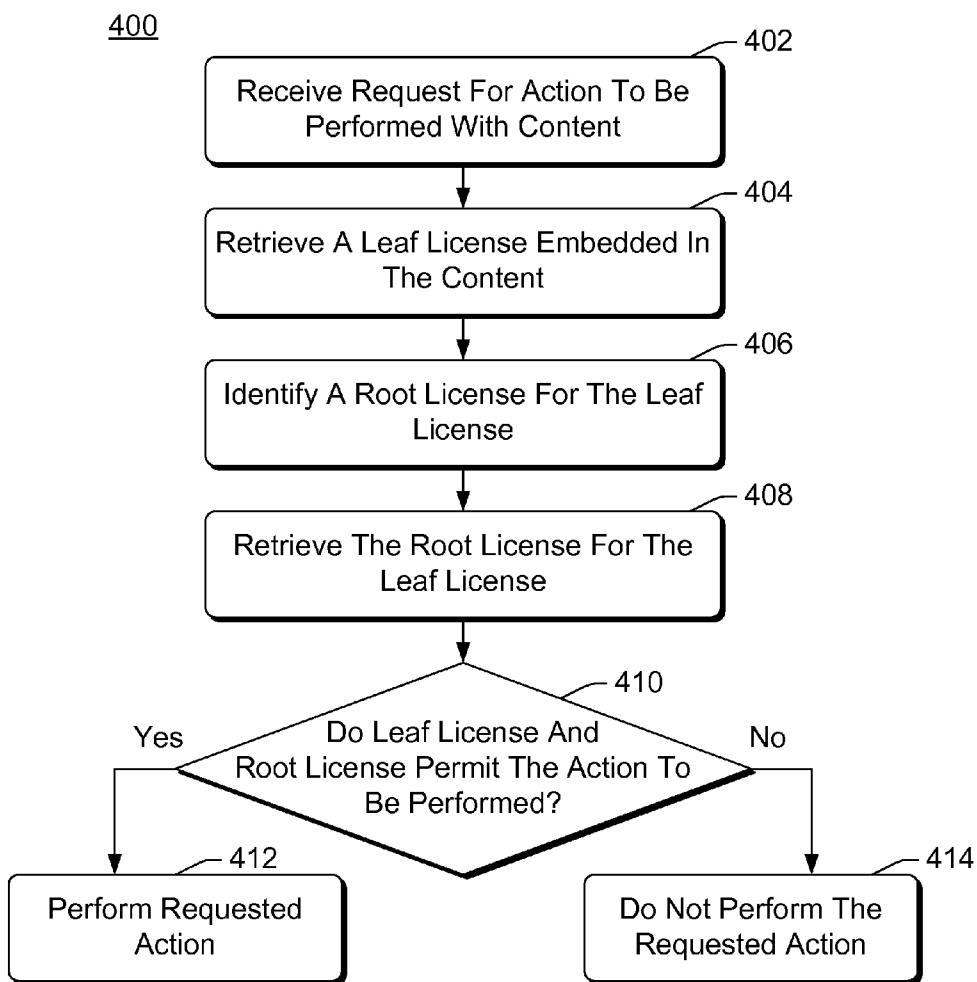 400
402
Receive Request For Action To Be
Performed With Content
404
Retrieve A Leaf License Embedded In
The Content
406
Identify A Root License For The Leaf
License
408
Retrieve The Root License For The
Leaf License
410
Do Leaf License And
Root License Permit The Action To
Be Performed?
Yes
No
412
Perform Requested
Action
414
Do Not Perform The
Requested Action